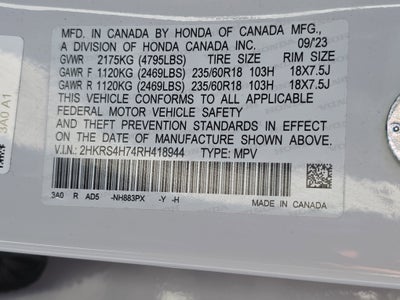 MFD. IN CANADA BY HONDA OF CANADA MFG.,
A DIVISION OF HONDA CANADA INC. 09/23
GVWR 2175KG (4795LBS) TIRE SIZE RIM SIZE
GAWR F 1120KG (2469LBS) 235/60R18 103H 18X7.5J
GAWR R 1120KG (2469LBS) 235/60R18 103H 18X7.5J
THIS VEHICLE CONFORMS TO ALL APPLICABLE
FEDERAL MOTOR VEHICLE SAFETY
AND THEFT PREVENTION STANDARDS IN EFFECT
ON THE DATE OF MANUFACTURE SHOWN ABOVE.
V.I.N.: 2HKRS4H74RH418944 TYPE: MPV
3A0 R AD5 -NH883PX -Y -H
MADE IN CANADA
3A0 A1